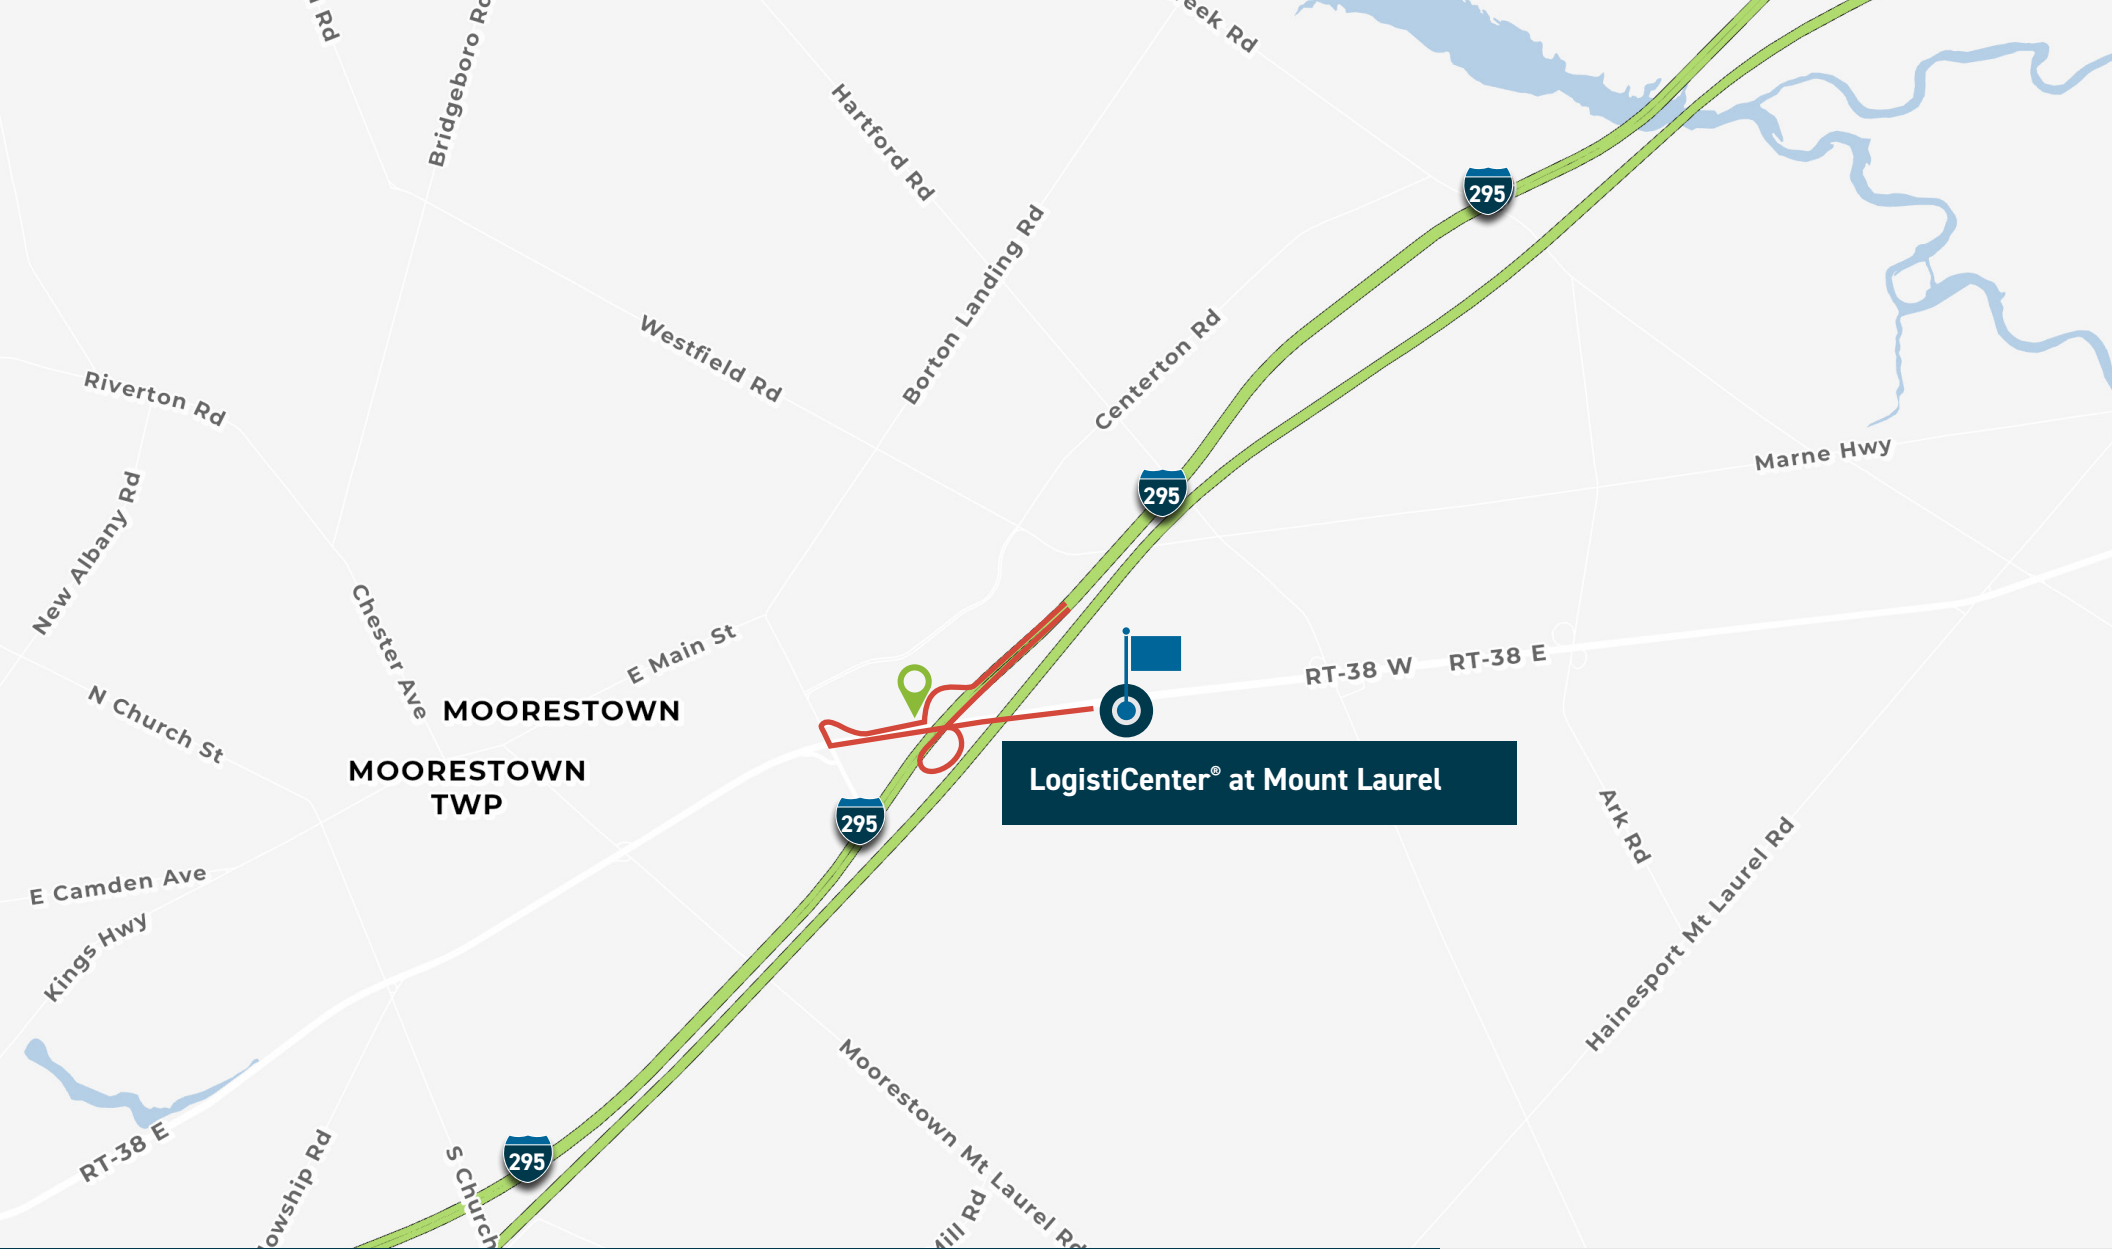 Rd
Bridgeboro Rd
eek Rd
Hartford Rd
295
Borton Landing Rd
Westfield Rd
Centerton Rd
Riverton Rd
Marne Hwy
295
New Albany Rd
Chester Ave
E Main St
RT-38 W
RT-38 E
N Church St
MOORESTOWN
MOORESTOWN
TWP
LogistiCenter® at Mount Laurel
295
Ark Rd
Hainesport Mt Laurel Rd
E Camden Ave
Kings Hwy
Moorestown Mt Laurel Rd
RT-38 E
295
lowship Rd
S Church
Mill Rd